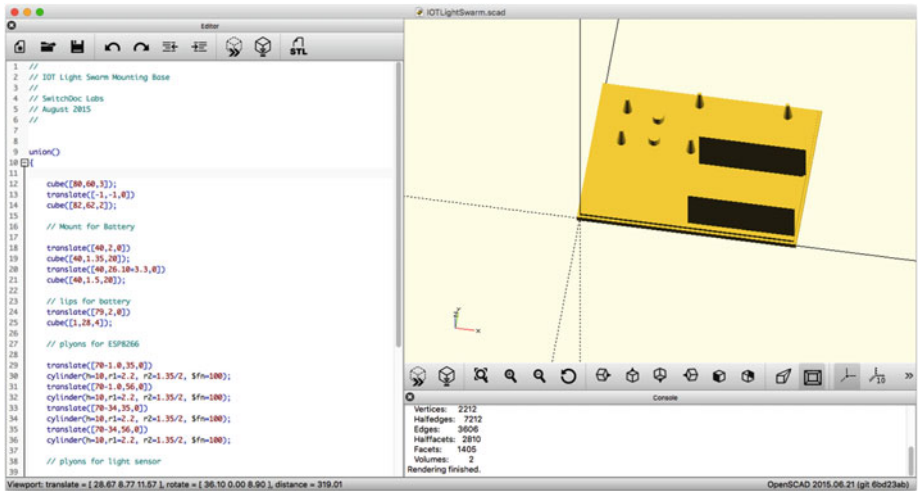 IOTLightSwarm.scad
Editor
STL
1 //
2 // IOT Light Swarm Mounting Base
3 //
4 // SwitchDoc Labs
5 // August 2015
6 //
7
8
9 union()
10 {
11
12 cube([80,60,3]);
13 translate([-1,-1,0])
14 cube([82,62,2]);
15
16 // Mount for Battery
17
18 translate([40,2,0])
19 cube([40,1.35,20]);
20 translate([40,26.10+3.3,0])
21 cube([40,1.5,20]);
22
23 // lips for battery
24 translate([79,2,0])
25 cube([1,28,4]);
26
27 // plyons for ESP8266
28
29 translate([70-1.0,35,0])
30 cylinder(h=10,r1=2.2, r2=1.35/2, $fn=100);
31 translate([70-1.0,56,0])
32 cylinder(h=10,r1=2.2, r2=1.35/2, $fn=100);
33 translate([70-34,35,0])
34 cylinder(h=10,r1=2.2, r2=1.35/2, $fn=100);
35 translate([70-34,56,0])
36 cylinder(h=10,r1=2.2, r2=1.35/2, $fn=100);
37
38 // plyons for light sensor
39
y
x
10
»
Console
Vertices: 2212
Halfedges: 7212
Edges: 3606
Halffacets: 2810
Facets: 1405
Volumes: 2
Rendering finished.
Viewport: translate = [ 28.67 8.77 11.57 ], rotate = [ 36.10 0.00 8.90 ], distance = 319.01
OpenSCAD 2015.06.21 (git 6bd23ab)